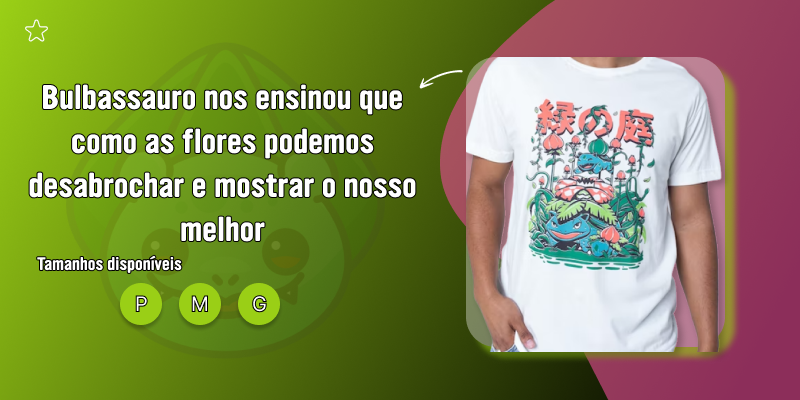 Bulbassauro nos ensinou que
como as flores podemos
desabrochar e mostrar o nosso
melhor
Tamanhos disponíveis
P M G
緑の庭